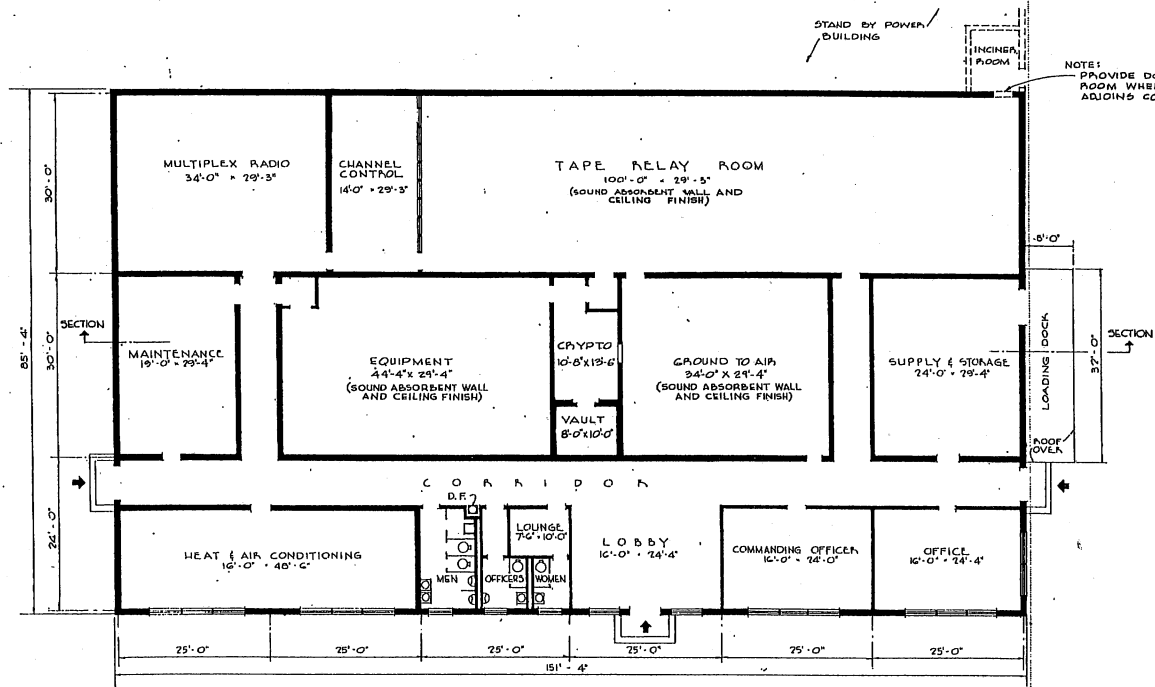 STAND BY POWER
BUILDING
INCINER.
ROOM
NOTE:
PROVIDE DO
ROOM WHE
ADJOINS CO
MULTIPLEX RADIO
34'-0" × 29'-3"
CHANNEL
CONTROL
14'-0" × 29'-3"
TAPE RELAY ROOM
100'-0" × 29'-3"
(SOUND ABSORBENT WALL AND
CEILING FINISH)
30'-0"
8'-0"
85'-4"
30'-0"
SECTION
MAINTENANCE
19'-0" × 29'-4"
EQUIPMENT
44'-4" X 29'-4"
(SOUND ABSORBENT WALL
AND CEILING FINISH)
CRYPTO
10'-8" X 13'-6"
VAULT
8'-0" X 10'-0"
GROUND TO AIR
34'-0" X 29'-4"
(SOUND ABSORBENT WALL
AND CEILING FINISH)
SUPPLY & STORAGE
24'-0" × 29'-4"
LOADING DOCK
32'-0"
SECTION
ROOF
OVER
CORRIDOR
D.F.
24'-0"
HEAT & AIR CONDITIONING
16'-0" × 48'-6"
MEN
OFFICERS
LOUNGE
7'-6" × 10'-0"
WOMEN
LOBBY
16'-0" × 24'-4"
COMMANDING OFFICER
16'-0" × 24'-0"
OFFICE
16'-0" × 24'-4"
25'-0"
25'-0"
25'-0"
25'-0"
25'-0"
25'-0"
151'-4"